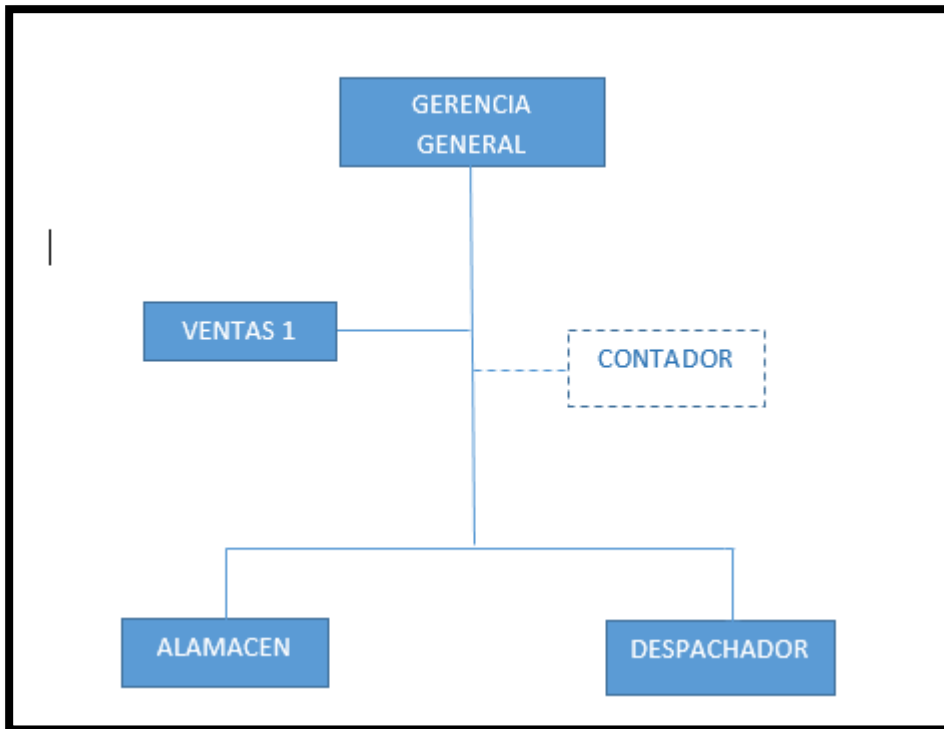 GERENCIA
GENERAL
VENTAS 1
CONTADOR
ALAMACEN
DESPACHADOR